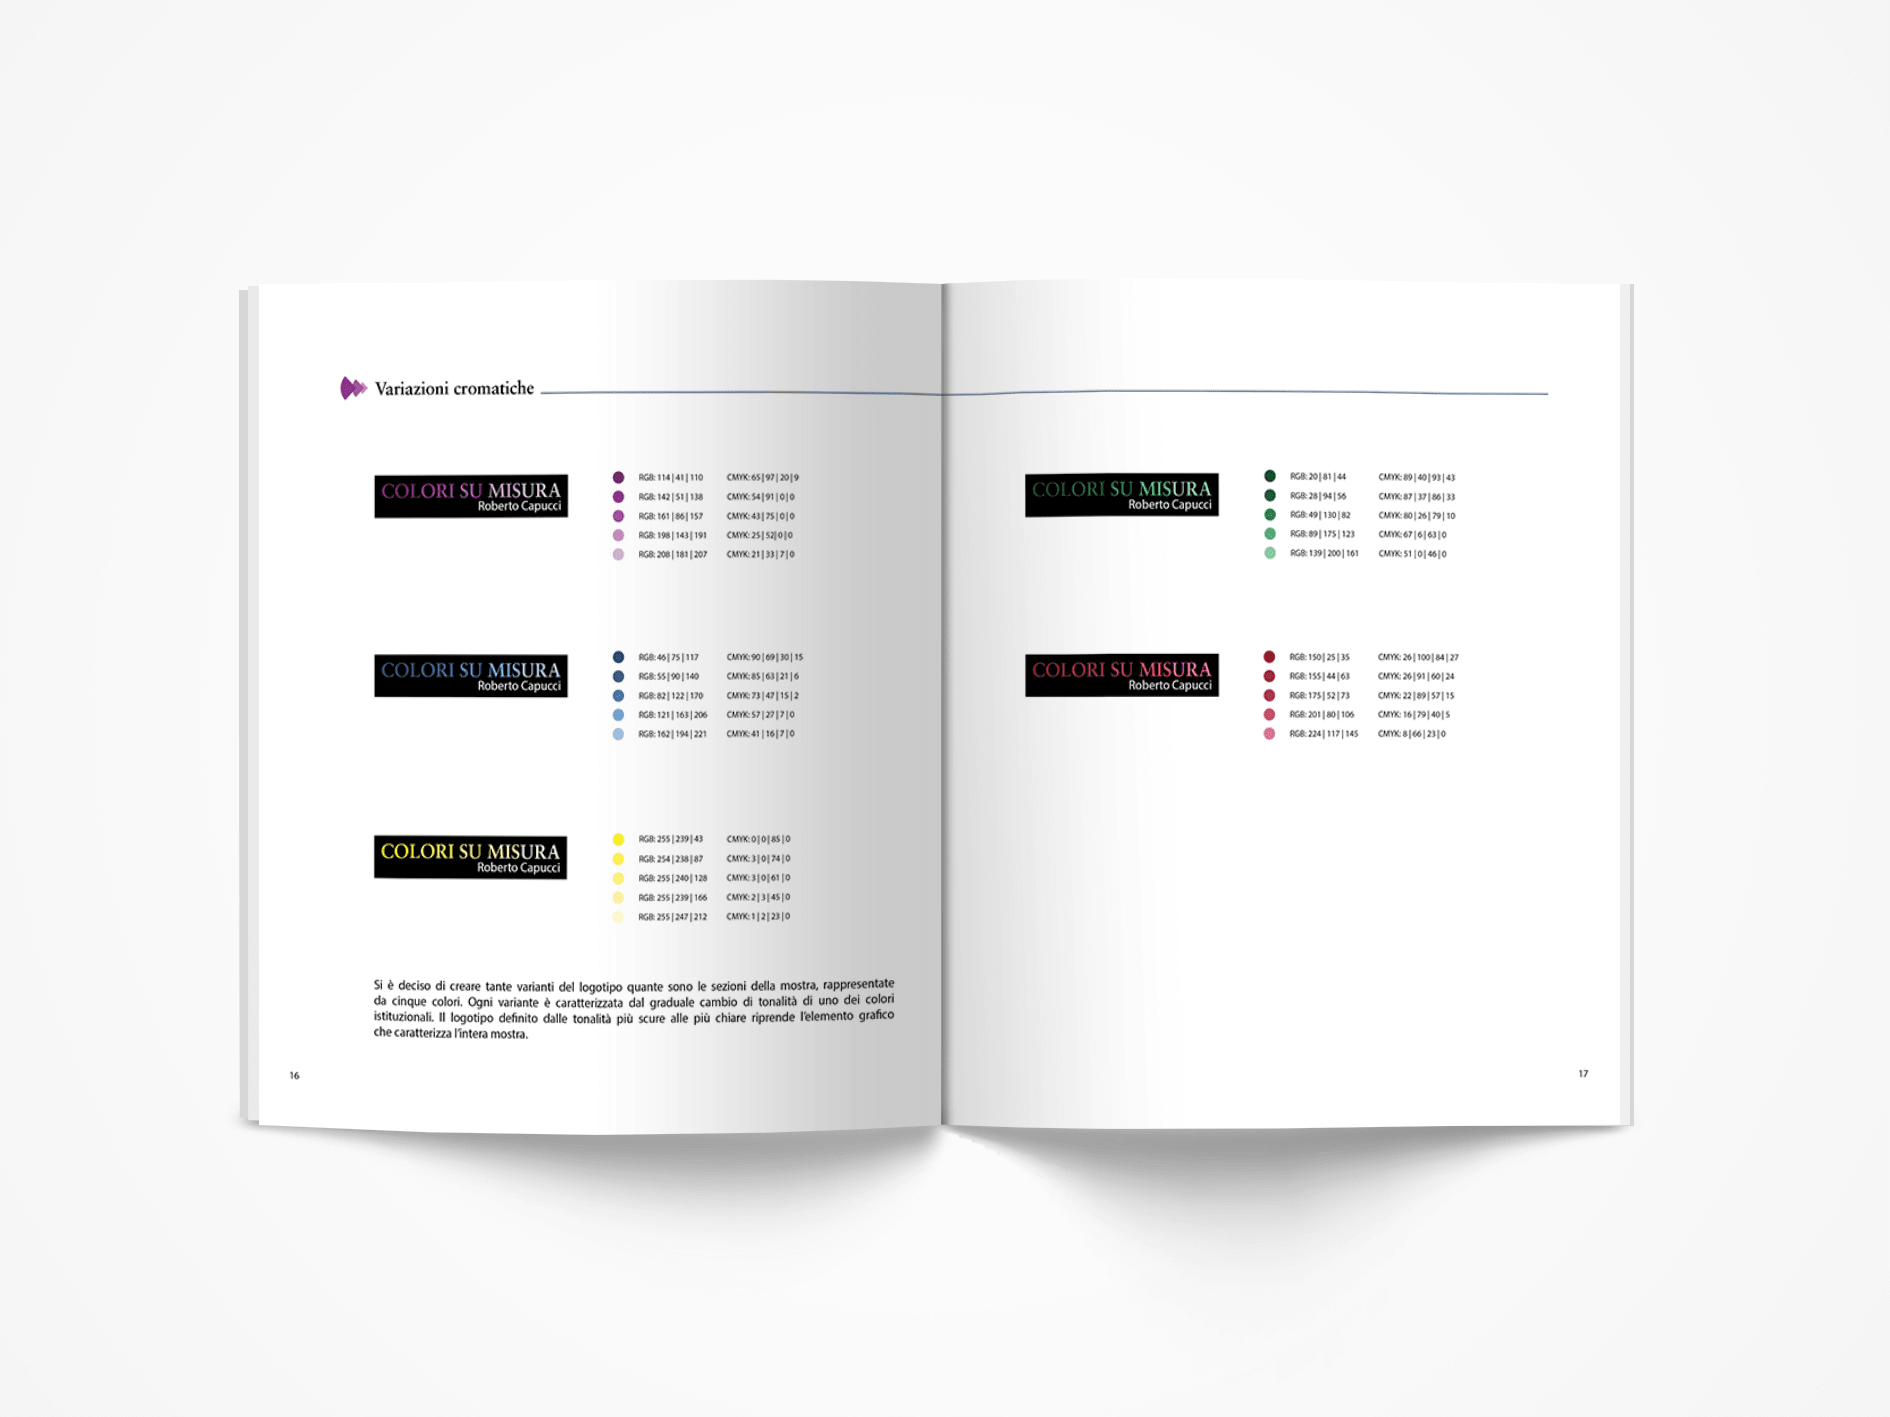 Variazioni cromatiche
COLORI SU MISURA
Roberto Capucci
RGB: 114|41|110 CMYK: 65|97|20|9
RGB: 142|51|138 CMYK: 54|91|0|0
RGB: 161|86|157 CMYK: 43|75|0|0
RGB: 198|143|191 CMYK: 25|52|0|0
RGB: 208|181|207 CMYK: 21|33|7|0
COLORI SU MISURA
Roberto Capucci
RGB: 46|75|117 CMYK: 90|69|30|15
RGB: 55|90|140 CMYK: 85|63|21|6
RGB: 82|122|170 CMYK: 73|47|15|2
RGB: 121|163|206 CMYK: 57|27|7|0
RGB: 162|194|221 CMYK: 41|16|7|0
COLORI SU MISURA
Roberto Capucci
RGB: 255|239|43 CMYK: 0|0|85|0
RGB: 254|238|87 CMYK: 3|0|74|0
RGB: 255|240|128 CMYK: 3|0|61|0
RGB: 255|239|166 CMYK: 2|3|45|0
RGB: 255|247|212 CMYK: 1|2|23|0
Si è deciso di creare tante varianti del logotipo quante sono le sezioni della mostra, rappresentate
da cinque colori. Ogni variante è caratterizzata dal graduale cambio di tonalità di uno dei colori
istituzionali. Il logotipo definito dalle tonalità più scure alle più chiare riprende l'elemento grafico
che caratterizza l'intera mostra.
16
COLORI SU MISURA
Roberto Capucci
RGB: 20|81|44 CMYK: 89|40|93|43
RGB: 28|94|56 CMYK: 87|37|86|33
RGB: 49|130|82 CMYK: 80|26|79|10
RGB: 89|175|123 CMYK: 67|6|63|0
RGB: 139|200|161 CMYK: 51|0|46|0
COLORI SU MISURA
Roberto Capucci
RGB: 150|25|35 CMYK: 26|100|84|27
RGB: 155|44|63 CMYK: 26|91|60|24
RGB: 175|52|73 CMYK: 22|89|57|15
RGB: 201|80|106 CMYK: 16|79|40|5
RGB: 224|117|145 CMYK: 8|66|23|0
17